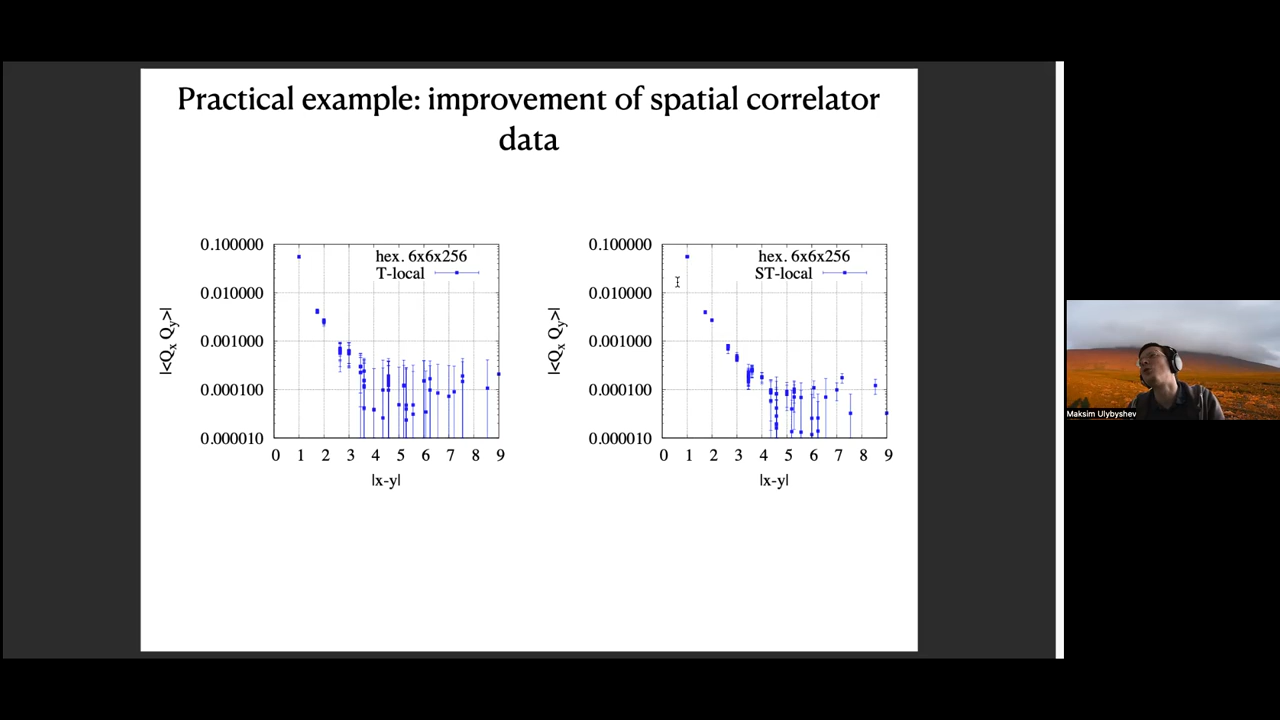 Practical example: improvement of spatial correlator
data
0.100000
0.010000
0.001000
0.000100
0.000010
|<Q_x Q_y>|
hex. 6x6x256
T-local
0 1 2 3 4 5 6 7 8 9
|x-y|
0.100000
0.010000
0.001000
0.000100
0.000010
|<Q_x Q_y>|
hex. 6x6x256
ST-local
0 1 2 3 4 5 6 7 8 9
|x-y|
Maksim Ulybyshev